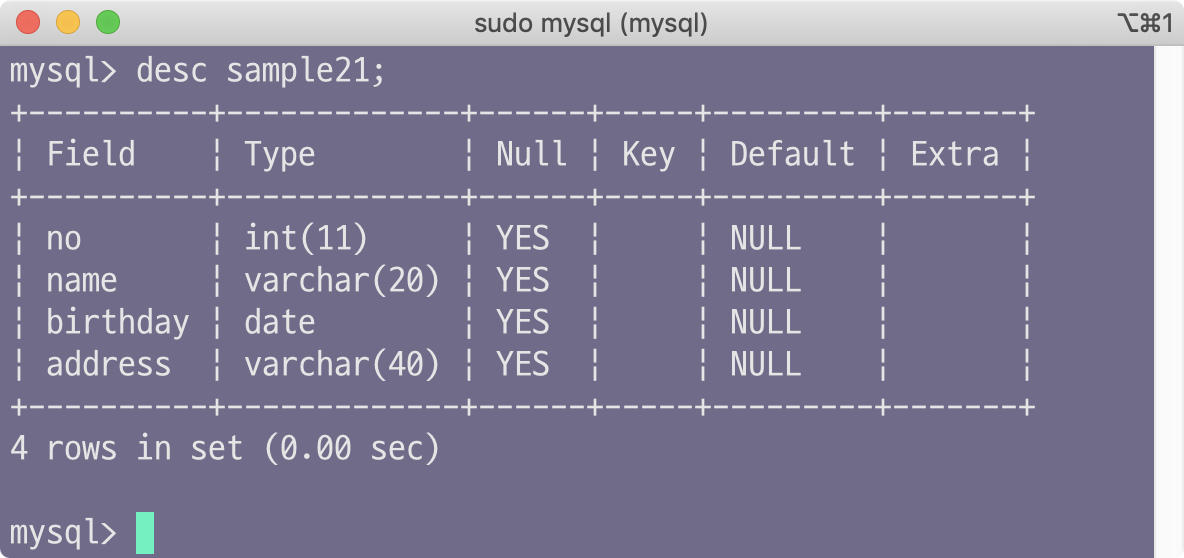 sudo mysql (mysql) ⌥⌘1
mysql> desc sample21;
+----------+-------------+------+-----+---------+-------+
¦ Field    ¦ Type        ¦ Null ¦ Key ¦ Default ¦ Extra ¦
+----------+-------------+------+-----+---------+-------+
¦ no       ¦ int(11)     ¦ YES  ¦     ¦ NULL    ¦       ¦
¦ name     ¦ varchar(20) ¦ YES  ¦     ¦ NULL    ¦       ¦
¦ birthday ¦ date        ¦ YES  ¦     ¦ NULL    ¦       ¦
¦ address  ¦ varchar(40) ¦ YES  ¦     ¦ NULL    ¦       ¦
+----------+-------------+------+-----+---------+-------+
4 rows in set (0.00 sec)
mysql>